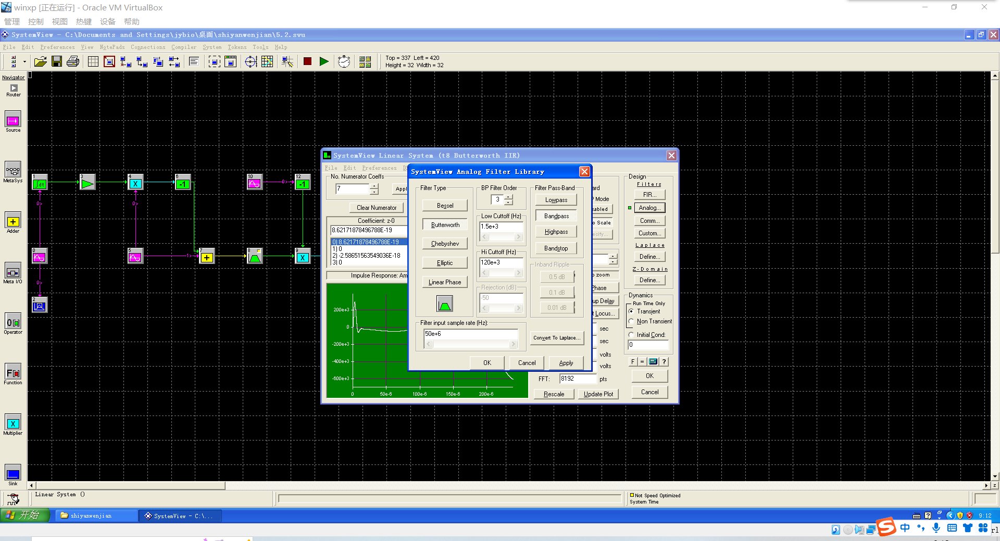 winxp [正在运行] - Oracle VM VirtualBox
管理 控制 视图 热键 设备 帮助
SystemView - C:\Documents and Settings\jybio\桌面\shiyanwenjian\5.2.svu
File Edit Preferences View NotePads Connections Compiler System Tokens Tools Help
Top = 337 Left = 420
Height = 32 Width = 32
Navigator
Router
Source
MetaSys
Adder
Meta I/O
Operator
Function
Multiplier
Sink
1
∫dt
3
4
X
6
-1
10
0>
12
-1
0>
0>
0
5
1>
7
+
8
9
X
0>
2
SystemView Linear System (t8 Butterworth IIR)
File Edit Preferences
No. Numerator Coeffs
7
Clear Numerator
Coefficient: z-0
8.62171878496788E-19
0) 8.62171878496788E-19
1) 0
2) -2.58651563549036E-18
3) 0
Impulse Response: Am
200e+3
0
-200e+3
-400e+3
-600e+3
0 50e-6 100e-6 150e-6 200e-6
SystemView Analog Filter Library
Filter Type
Bessel
Butterworth
Chebyshev
Elliptic
Linear Phase
BP Filter Order
3
Low Cuttoff (Hz)
1.5e+3
Hi Cuttoff (Hz)
120e+3
Rejection (dB)
-50
Filter Pass-Band
Lowpass
Bandpass
Highpass
Bandstop
Inband Ripple
0.5 dB
0.1 dB
0.01 dB
Filter input sample rate (Hz):
50e+6
Convert To Laplace...
OK Cancel Apply
Mode
Scale
zoom
Phase
up Delay
Locus...
sec
sec
volts
volts
FFT: 8192 pts
Rescale Update Plot
Design
Filters
FIR...
Analog...
Comm...
Custom...
Laplace
Define...
Z-Domain
Define...
Dynamics
Run Time Only
Transient
Non Transient
Initial Cond:
0
F = ?
OK
Cancel
Linear System ()
Not Speed Optimized
System Time
z
开始
shiyanwenjian
SystemView - C:\...
9:12
中